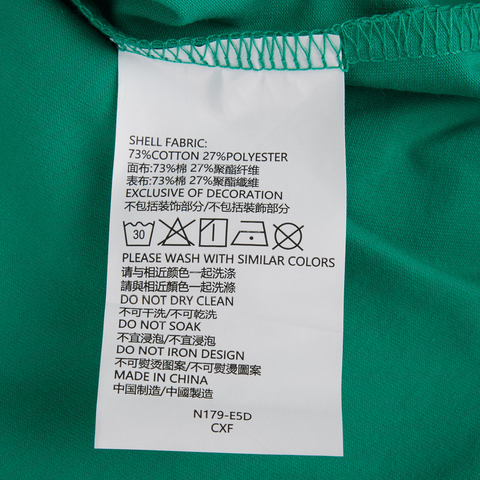 SHELL FABRIC:
73%COTTON 27%POLYESTER
面布:73%棉 27%聚酯纤维
表布:73%棉 27%聚酯纖維
EXCLUSIVE OF DECORATION
不包括装饰部分/不包括裝飾部分
30
PLEASE WASH WITH SIMILAR COLORS
请与相近颜色一起洗涤
請與相近顏色一起洗滌
DO NOT DRY CLEAN
不可干洗/不可乾洗
DO NOT SOAK
不宜浸泡/不宜浸泡
DO NOT IRON DESIGN
不可熨烫图案/不可熨燙圖案
MADE IN CHINA
中国制造/中國製造
N179-E5D
CXF